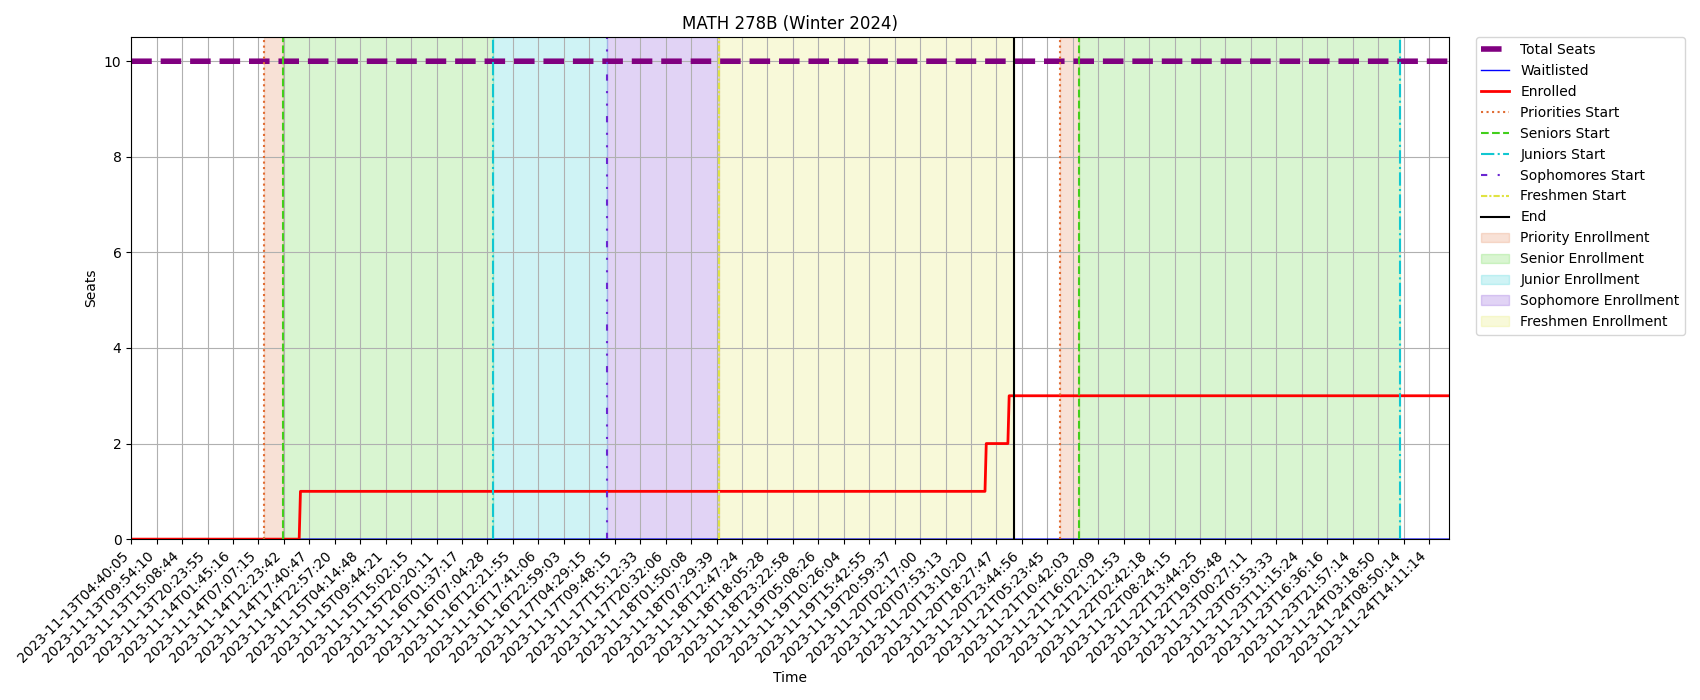 MATH 278B (Winter 2024)
Seats
10
8
6
4
2
0
2023-11-13T04:40:05
2023-11-13T09:54:10
2023-11-13T15:08:44
2023-11-13T20:23:55
2023-11-14T01:45:16
2023-11-14T07:07:15
2023-11-14T12:23:42
2023-11-14T17:40:47
2023-11-14T22:57:20
2023-11-15T04:14:48
2023-11-15T09:44:21
2023-11-15T15:02:15
2023-11-15T20:20:11
2023-11-16T01:37:17
2023-11-16T07:04:28
2023-11-16T12:21:55
2023-11-16T17:41:06
2023-11-16T22:59:03
2023-11-17T04:29:15
2023-11-17T09:48:15
2023-11-17T15:12:33
2023-11-17T20:32:06
2023-11-18T01:50:08
2023-11-18T07:29:39
2023-11-18T12:47:24
2023-11-18T18:05:28
2023-11-18T23:22:58
2023-11-19T05:08:26
2023-11-19T10:26:04
2023-11-19T15:42:55
2023-11-19T20:59:37
2023-11-20T02:17:00
2023-11-20T07:53:13
2023-11-20T13:10:20
2023-11-20T18:27:47
2023-11-20T23:44:56
2023-11-21T05:23:45
2023-11-21T10:42:03
2023-11-21T16:02:09
2023-11-21T21:21:53
2023-11-22T02:42:18
2023-11-22T08:24:15
2023-11-22T13:44:25
2023-11-22T19:05:48
2023-11-23T00:27:11
2023-11-23T05:53:33
2023-11-23T11:15:24
2023-11-23T16:36:16
2023-11-23T21:57:14
2023-11-24T03:18:50
2023-11-24T08:50:14
2023-11-24T14:11:14
Time
Total Seats
Waitlisted
Enrolled
Priorities Start
Seniors Start
Juniors Start
Sophomores Start
Freshmen Start
End
Priority Enrollment
Senior Enrollment
Junior Enrollment
Sophomore Enrollment
Freshmen Enrollment